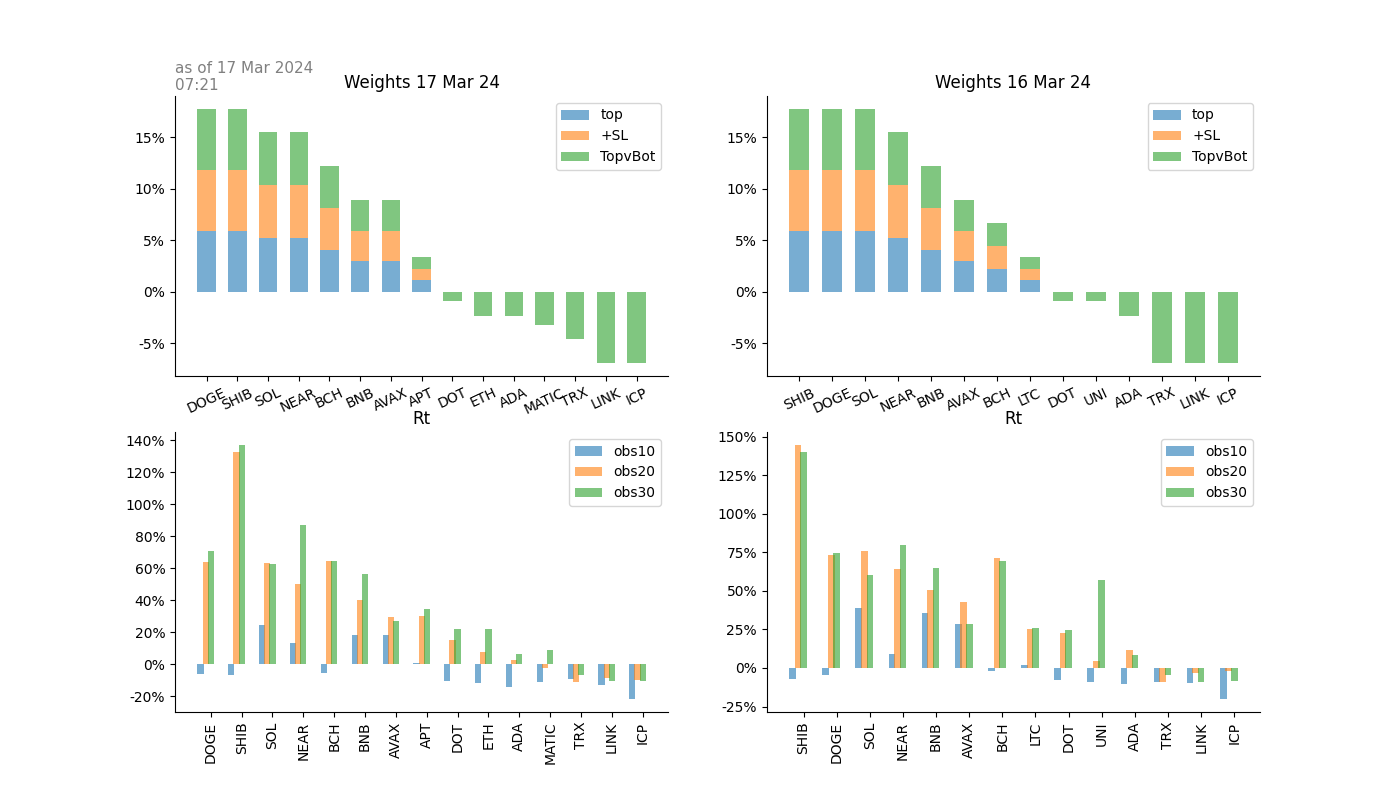 as of 17 Mar 2024
07:21
Weights 17 Mar 24
top
+SL
TopvBot
15%
10%
5%
0%
-5%
DOGE SHIB SOL NEAR BCH BNB AVAX APT DOT ETH ADA MATIC TRX LINK ICP
Weights 16 Mar 24
top
+SL
TopvBot
15%
10%
5%
0%
-5%
SHIB DOGE SOL NEAR BNB AVAX BCH LTC DOT UNI ADA TRX LINK ICP
Rt
obs10
obs20
obs30
140%
120%
100%
80%
60%
40%
20%
0%
-20%
DOGE SHIB SOL NEAR BCH BNB AVAX APT DOT ETH ADA MATIC TRX LINK ICP
Rt
obs10
obs20
obs30
150%
125%
100%
75%
50%
25%
0%
-25%
SHIB DOGE SOL NEAR BNB AVAX BCH LTC DOT UNI ADA TRX LINK ICP